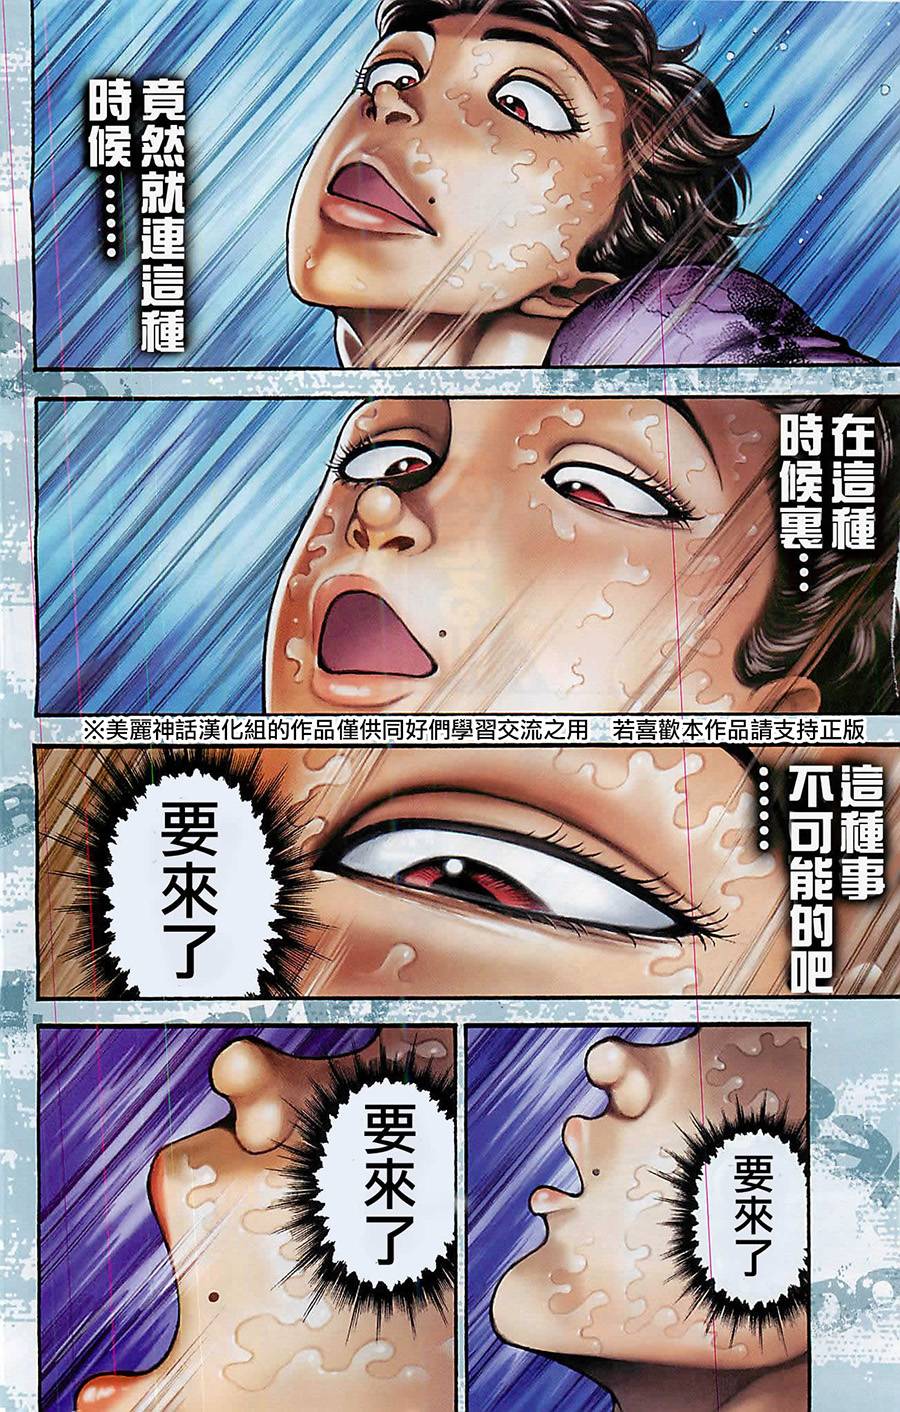 竟然就連這種
時候……
在這種
時候裏…
※美麗神話漢化組的作品僅供同好們學習交流之用　若喜歡本作品請支持正版
這種事
不可能的吧
……
要來了
要來了
要來了